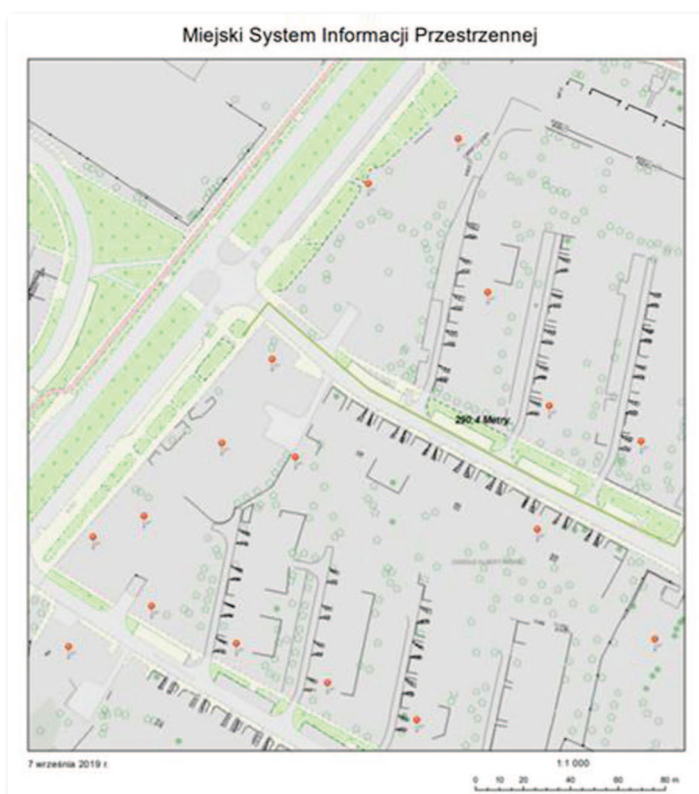 Miejski System Informacji Przestrzennej
290.4 Metry
7 września 2019 r.
1:1 000
0 10 20 40 60 80 m